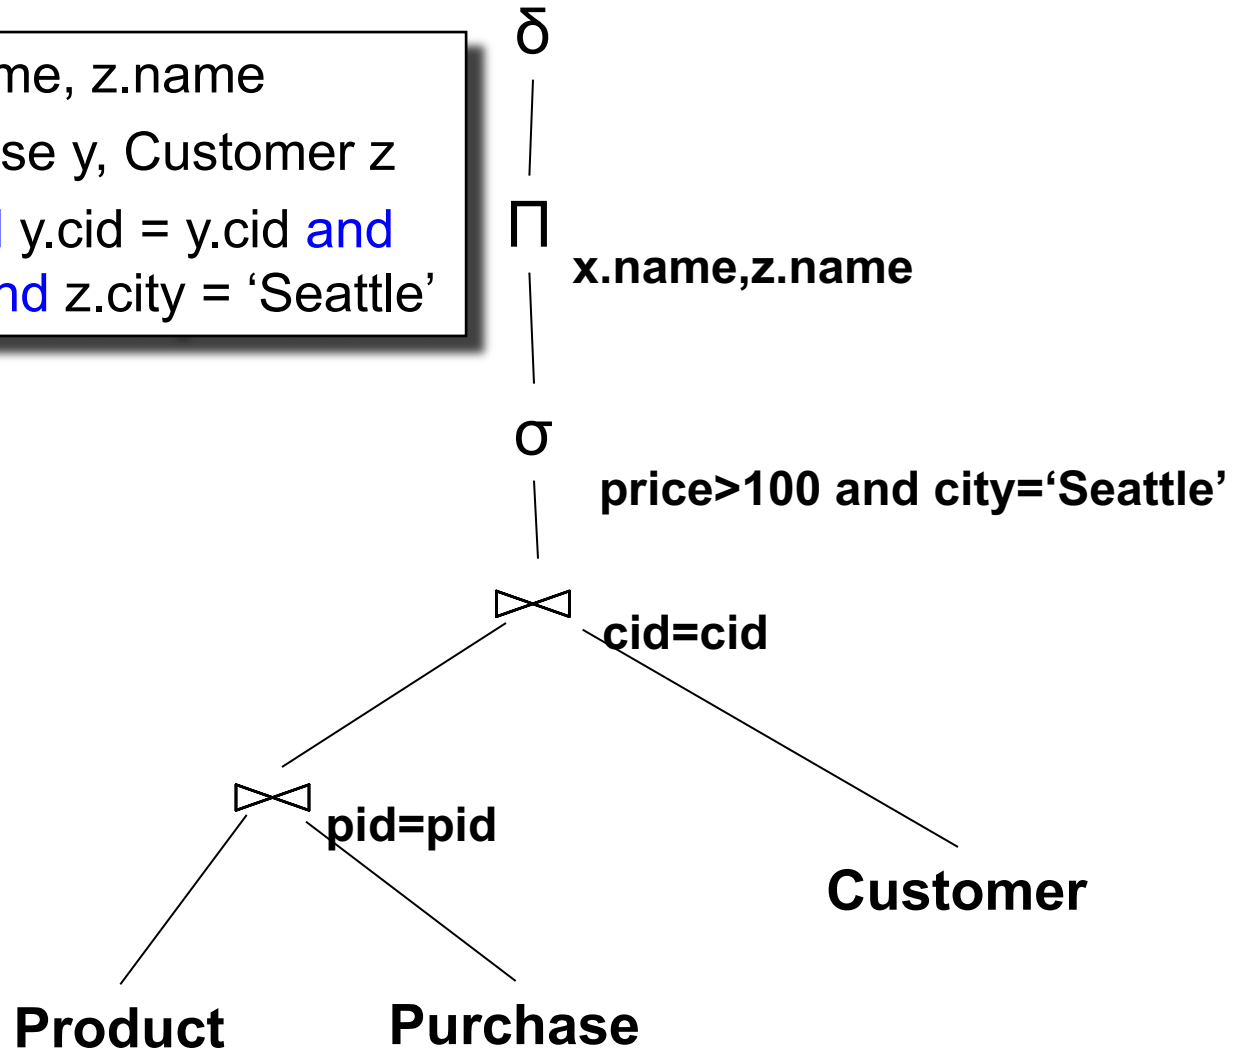 me, z.name
se y, Customer z
y.cid = y.cid and
nd z.city = ‘Seattle’
δ
Π
x.name,z.name
σ
price>100 and city=‘Seattle’
cid=cid
pid=pid
Customer
Product
Purchase